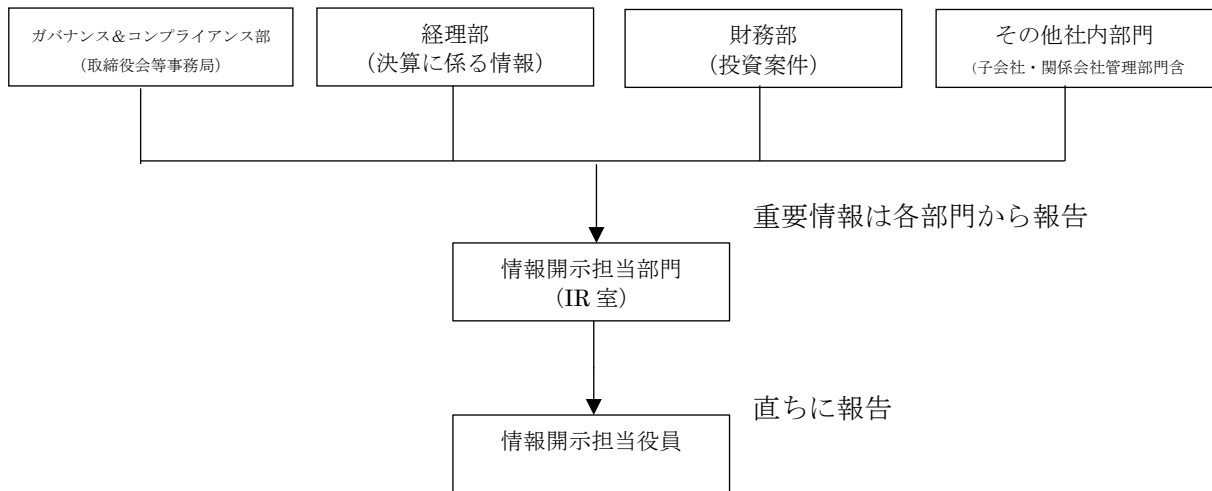 ガバナンス＆コンプライアンス部
（取締役会等事務局）
経理部
（決算に係る情報）
財務部
（投資案件）
その他社内部門
（子会社・関係会社管理部門含
重要情報は各部門から報告
情報開示担当部門
（IR 室）
直ちに報告
情報開示担当役員